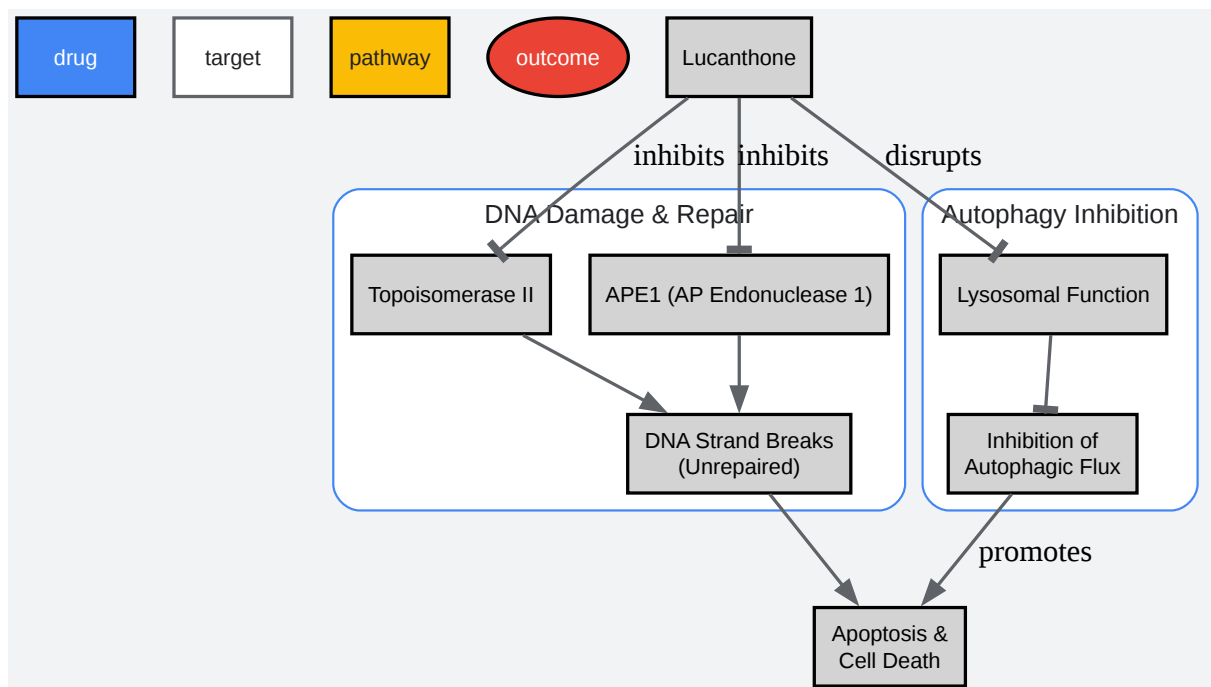 drug
target
pathway
outcome
Lucanthone
inhibits
inhibits
disrupts
DNA Damage & Repair
Autophagy Inhibition
Topoisomerase II
APE1 (AP Endonuclease 1)
Lysosomal Function
DNA Strand Breaks
(Unrepaired)
Inhibition of
Autophagic Flux
promotes
Apoptosis &
Cell Death